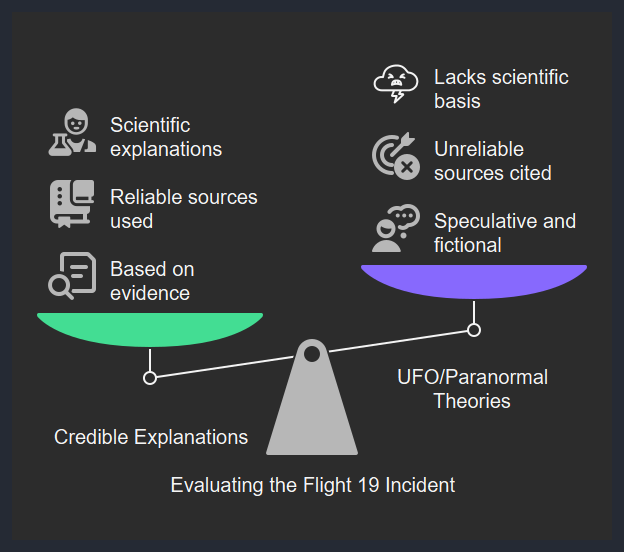 Scientific
explanations
Reliable sources
used
Based on
evidence
Credible Explanations
Lacks scientific
basis
Unreliable
sources cited
Speculative and
fictional
UFO/Paranormal
Theories
Evaluating the Flight 19 Incident